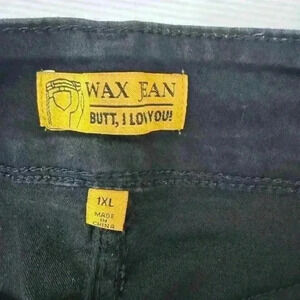 WAX JEAN
BUTT, I LOVE YOU!
1XL
MADE
IN
CHINA